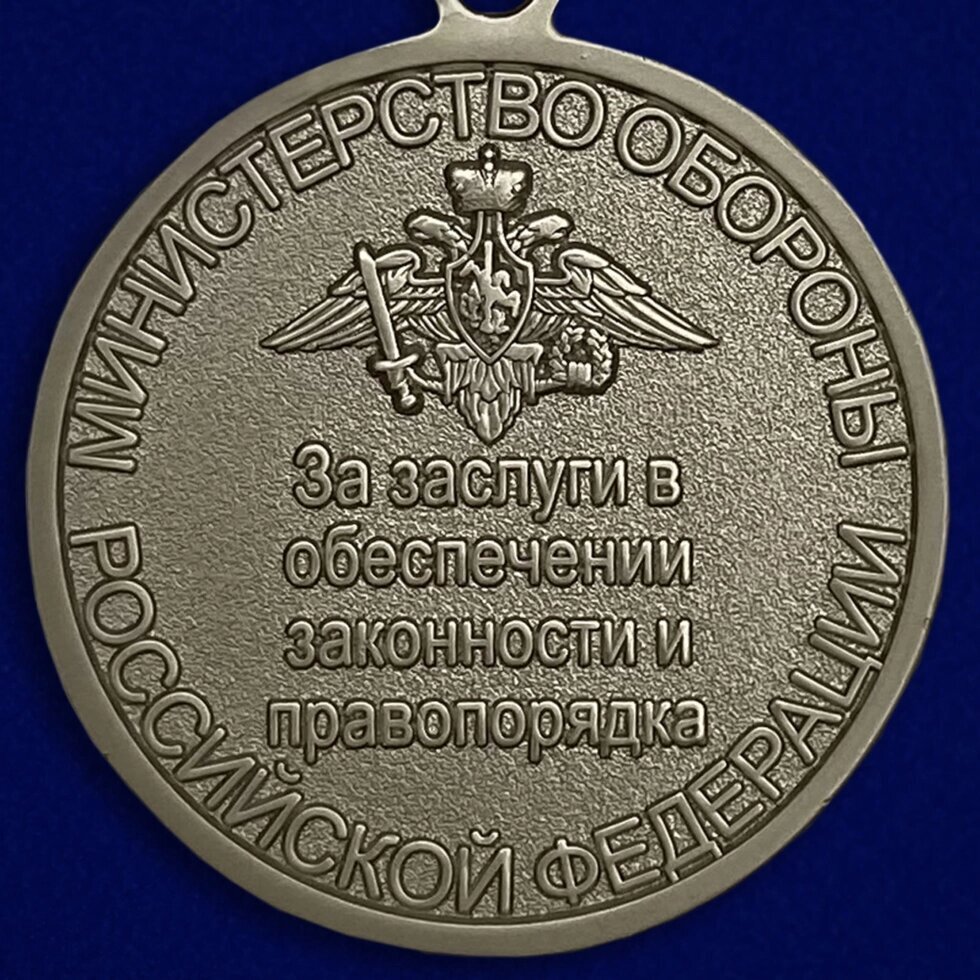 МИНИСТЕРСТВО ОБОРОНЫ
За заслуги в
обеспечении
законности и
правопорядка
РОССИЙСКОЙ ФЕДЕРАЦИИ